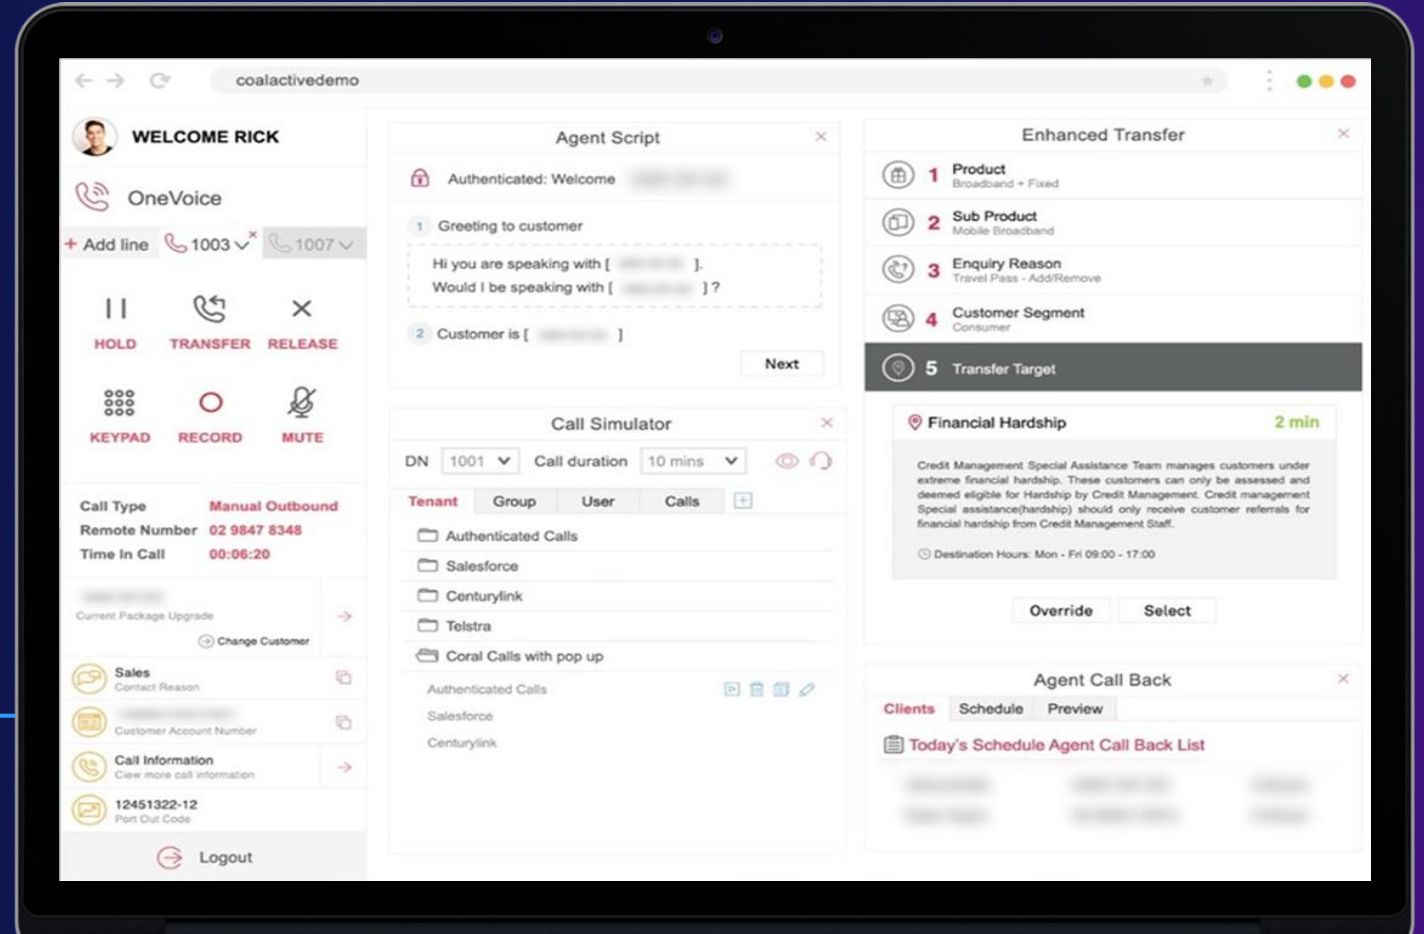 coalactivedemo
WELCOME RICK
OneVoice
+ Add line 1003 1007
HOLD TRANSFER RELEASE
KEYPAD RECORD MUTE
Call Type Manual Outbound
Remote Number 02 9847 8348
Time In Call 00:06:20
Current Package Upgrade
Change Customer
Sales
Contact Reason
Customer Account Number
Call Information
Ciew more call information
12451322-12
Port Out Code
Logout
Agent Script
Authenticated: Welcome
1 Greeting to customer
Hi you are speaking with [ ].
Would I be speaking with [ ] ?
2 Customer is [ ]
Next
Call Simulator
DN 1001 Call duration 10 mins
Tenant Group User Calls
Authenticated Calls
Salesforce
Centurylink
Telstra
Coral Calls with pop up
Authenticated Calls
Salesforce
Centurylink
Enhanced Transfer
1 Product
Broadband + Fixed
2 Sub Product
Mobile Broadband
3 Enquiry Reason
Travel Pass - Add/Remove
4 Customer Segment
Consumer
5 Transfer Target
Financial Hardship 2 min
Credit Management Special Assistance Team manages customers under
extreme financial hardship. These customers can only be assessed and
deemed eligible for Hardship by Credit Management. Credit management
Special assistance(hardship) should only receive customer referrals for
financial hardship from Credit Management Staff.
Destination Hours: Mon - Fri 09:00 - 17:00
Override Select
Agent Call Back
Clients Schedule Preview
Today's Schedule Agent Call Back List